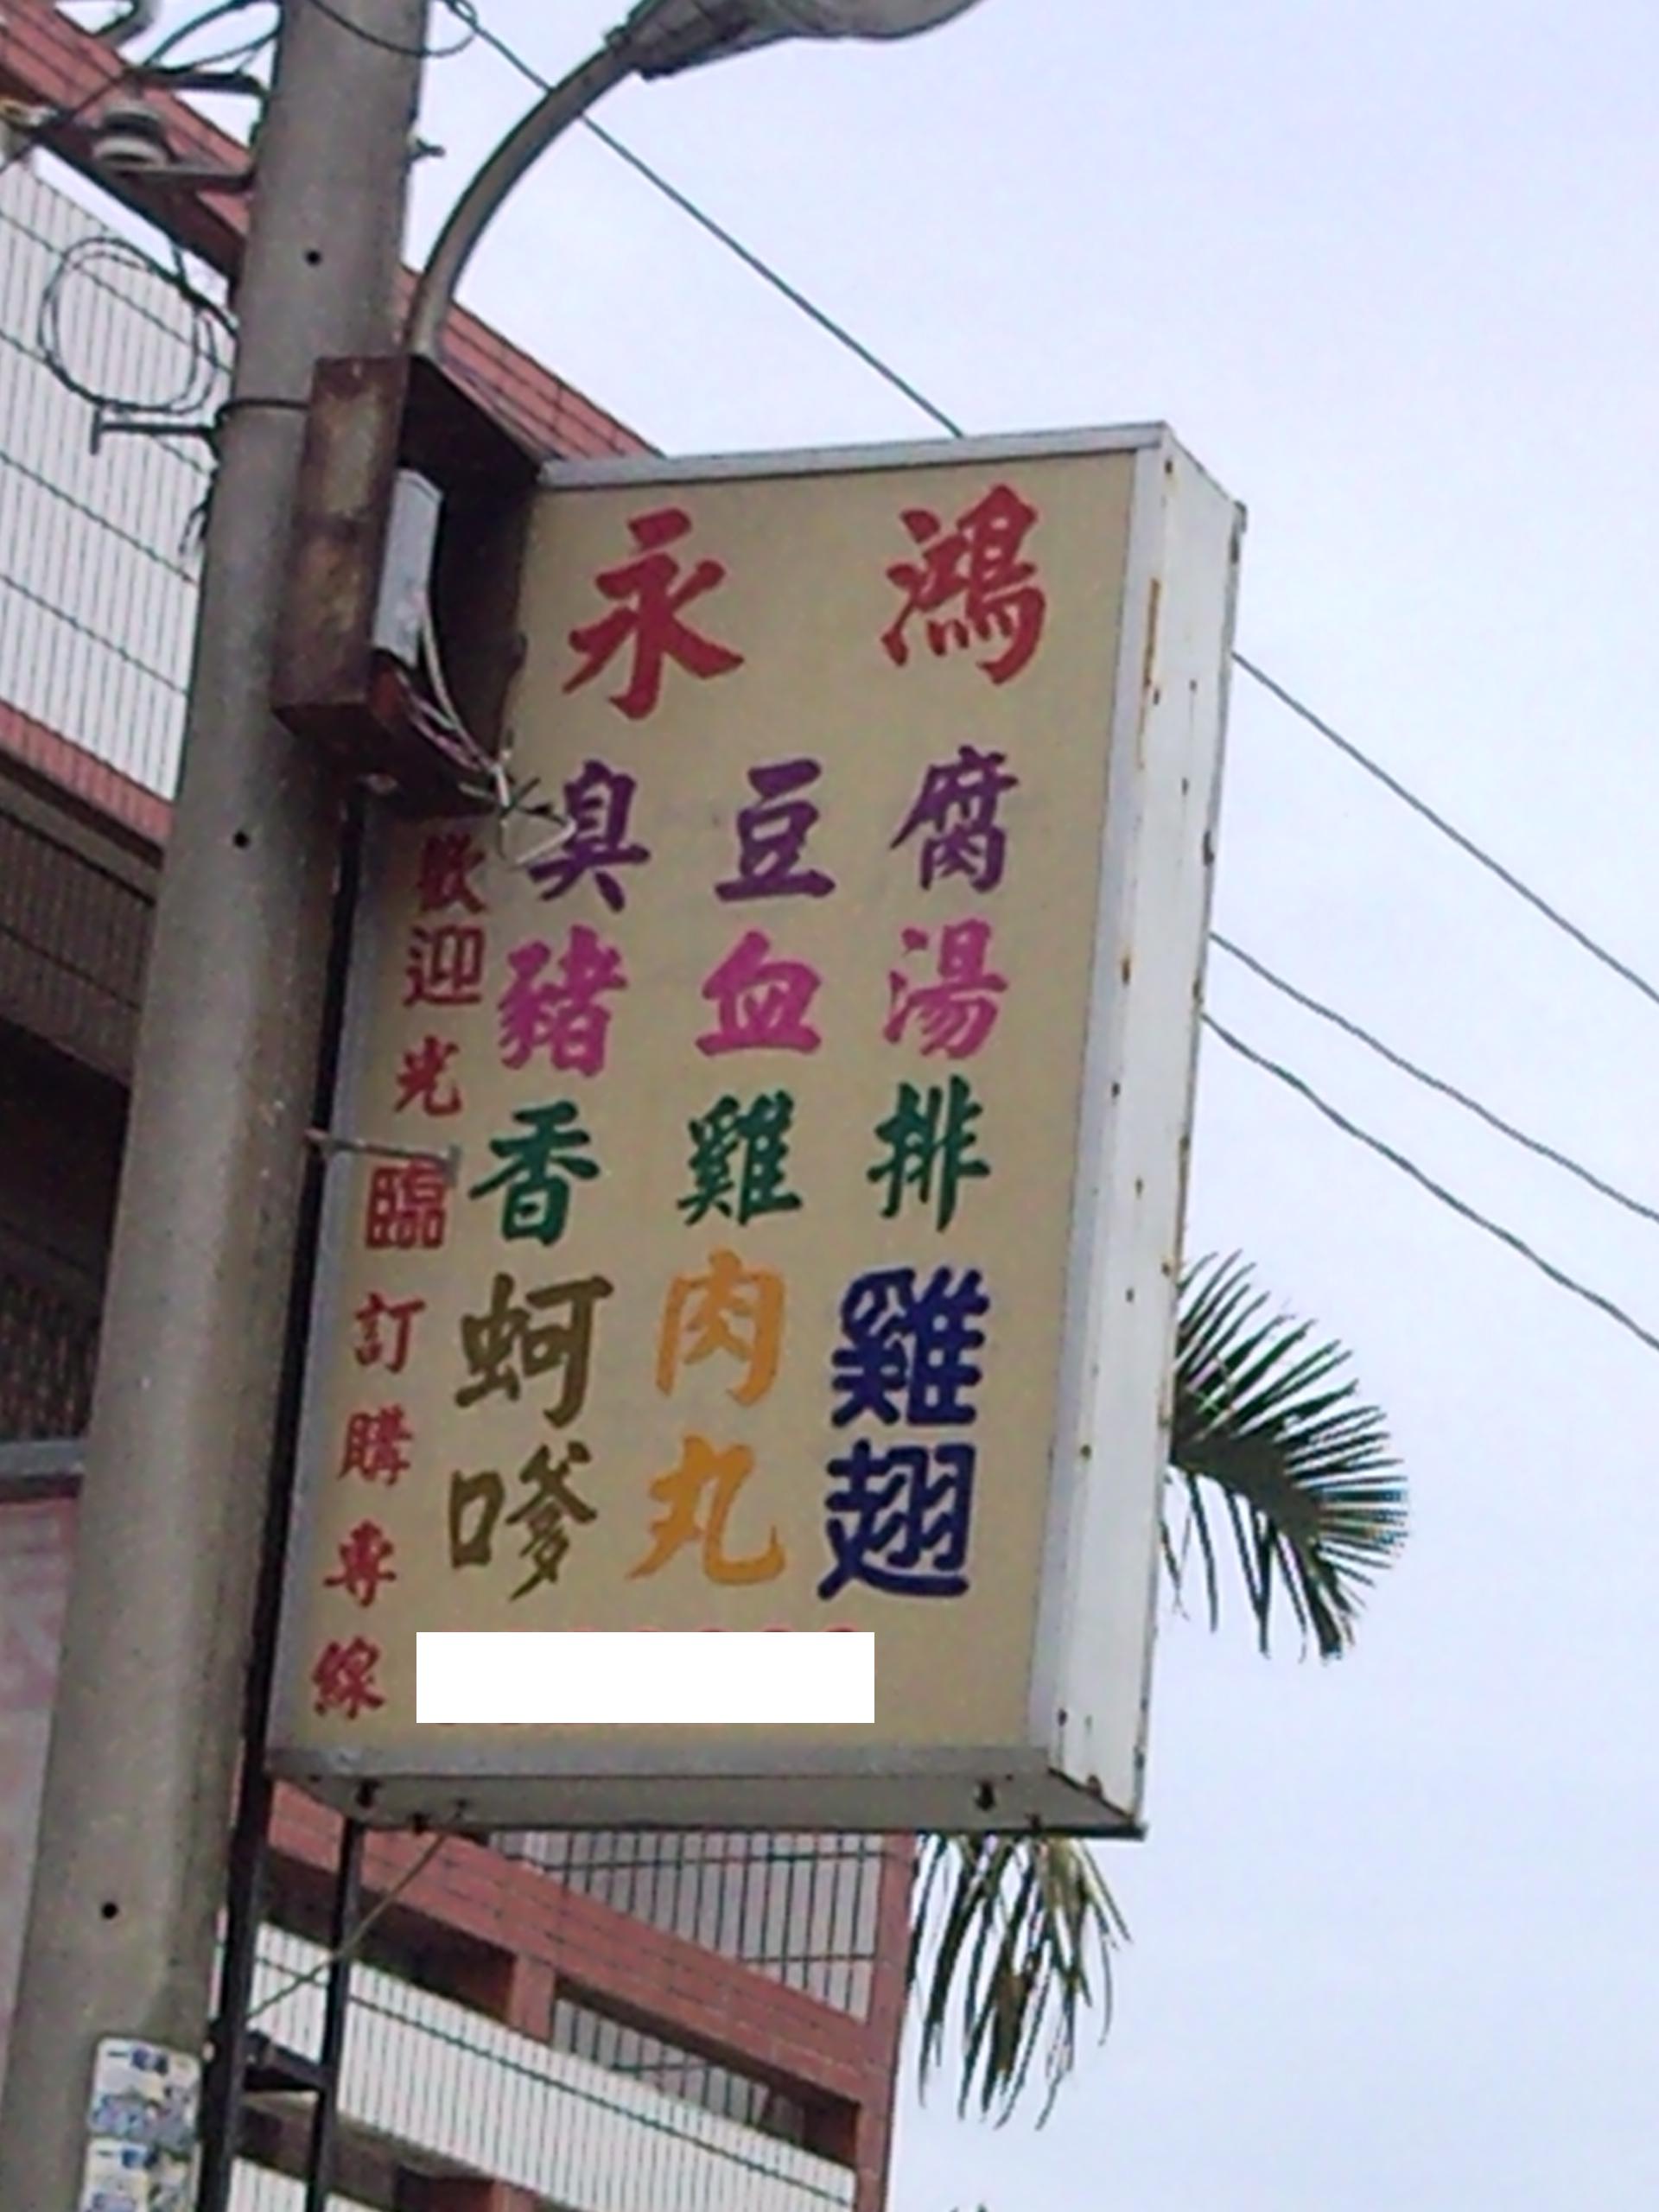 永鴻
臭豆腐
豬血湯
香雞排
蚵嗲
肉丸
雞翅
歡迎光臨訂購專線